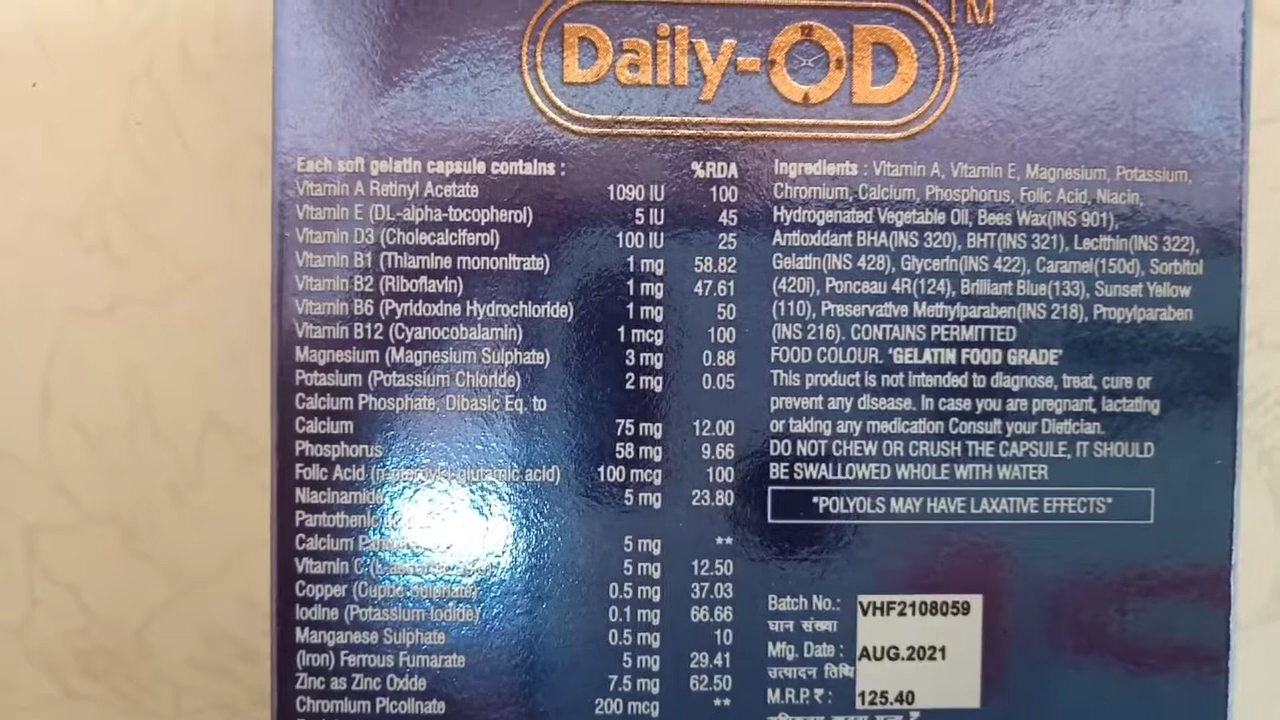 Daily-OD TM
Each soft gelatin capsule contains : %RDA
Vitamin A Retinyl Acetate 1090 IU 100
Vitamin E (DL-alpha-tocopherol) 5 IU 45
Vitamin D3 (Cholecalciferol) 100 IU 25
Vitamin B1 (Thiamine mononitrate) 1 mg 58.82
Vitamin B2 (Riboflavin) 1 mg 47.61
Vitamin B6 (Pyridoxine Hydrochloride) 1 mg 50
Vitamin B12 (Cyanocobalamin) 1 mcg 100
Magnesium (Magnesium Sulphate) 3 mg 0.88
Potasium (Potassium Chloride) 2 mg 0.05
Calcium Phosphate, Dibasic Eq. to
Calcium 75 mg 12.00
Phosphorus 58 mg 9.66
Folic Acid glutamic acid) 100 mcg 100
Niacinamide 5 mg 23.80
Pantothenic
Calcium 5 mg **
Vitamin C 5 mg 12.50
Copper (Cupric Sulphate) 0.5 mg 37.03
Iodine (Potassium Iodide) 0.1 mg 66.66
Manganese Sulphate 0.5 mg 10
(Iron) Ferrous Fumarate 5 mg 29.41
Zinc as Zinc Oxide 7.5 mg 62.50
Chromium Picolinate 200 mcg **
Ingredients : Vitamin A, Vitamin E, Magnesium, Potassium,
Chromium, Calcium, Phosphorus, Folic Acid, Niacin,
Hydrogenated Vegetable Oil, Bees Wax(INS 901),
Antioxidant BHA(INS 320), BHT(INS 321), Lecithin(INS 322),
Gelatin(INS 428), Glycerin(INS 422), Caramel(150d), Sorbitol
(420i), Ponceau 4R(124), Brilliant Blue(133), Sunset Yellow
(110), Preservative Methylparaben(INS 218), Propylparaben
(INS 216). CONTAINS PERMITTED
FOOD COLOUR. 'GELATIN FOOD GRADE'
This product is not intended to diagnose, treat, cure or
prevent any disease. In case you are pregnant, lactating
or taking any medication Consult your Dietician.
DO NOT CHEW OR CRUSH THE CAPSULE, IT SHOULD
BE SWALLOWED WHOLE WITH WATER
"POLYOLS MAY HAVE LAXATIVE EFFECTS"
Batch No.: VHF2108059
घान संख्या
Mfg. Date : AUG.2021
उत्पादन तिथि
M.R.P. ₹ : 125.40